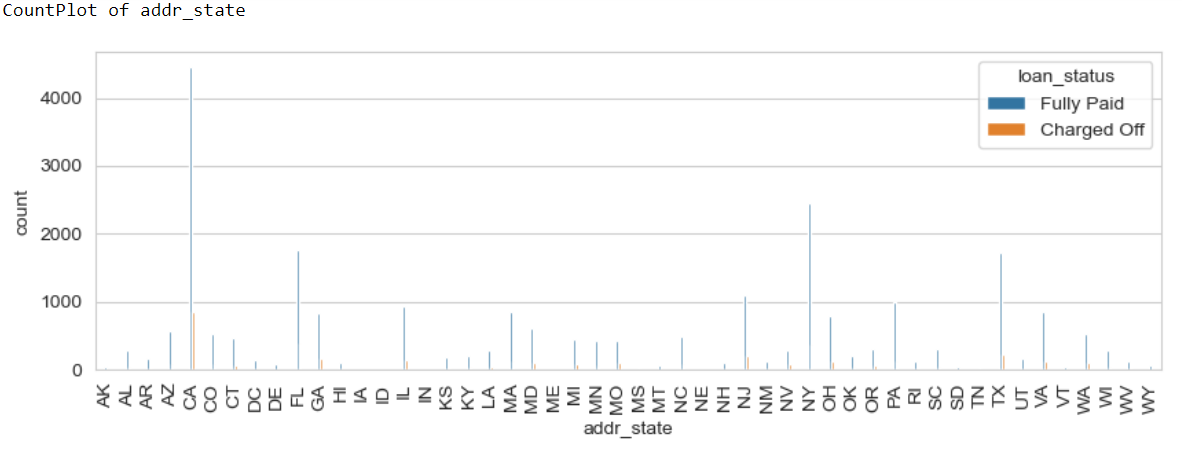 CountPlot of addr_state
loan_status
Fully Paid
Charged Off
4000
3000
2000
1000
0
count
AK AL AR AZ CA CO CT DC DE FL GA HI IA ID IL IN KS KY LA MA MD ME MI MN MO MS MT NC NE NH NJ NM NV NY OH OK OR PA RI SC SD TN TX UT VA VT WA WI WV WY
addr_state